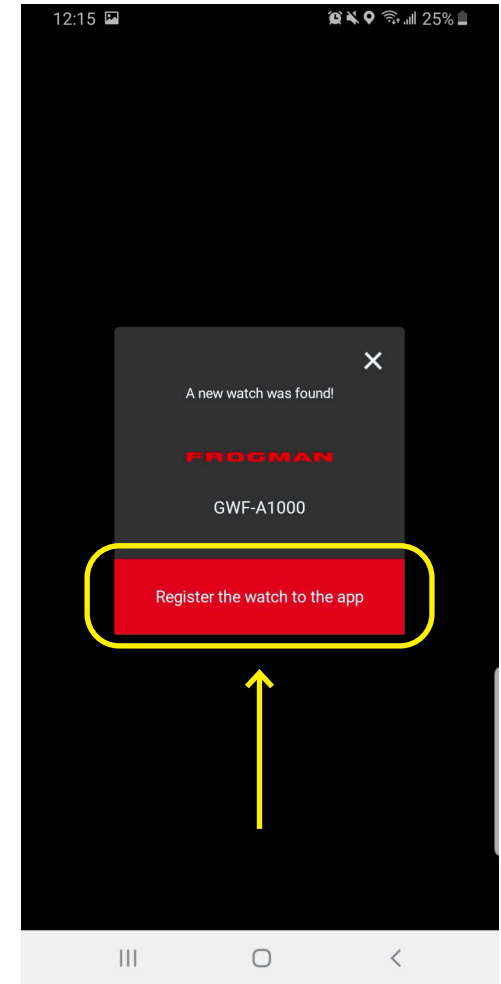 12:15
25%
A new watch was found!
FROGMAN
GWF-A1000
Register the watch to the app